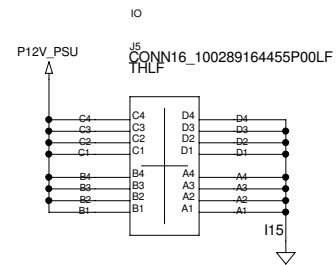 IO
J5
P12V_PSU
CONN16_100289164455P00LF
THLF
C4 C4 D4 D4
C3 C3 D3 D3
C2 C2 D2 D2
C1 C1 D1 D1
B4 B4 A4 A4
B3 B3 A3 A3
B2 B2 A2 A2
B1 B1 A1 A1
I15